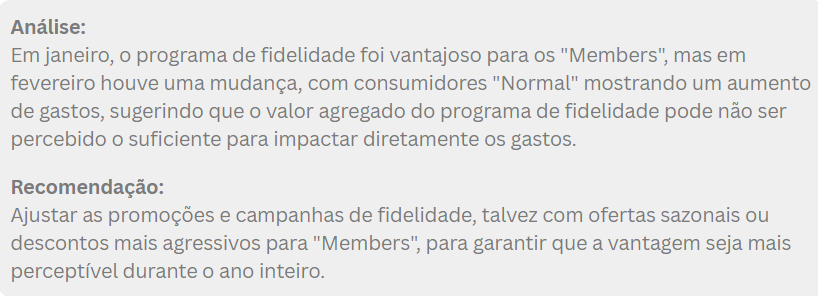 Análise:
Em janeiro, o programa de fidelidade foi vantajoso para os "Members", mas em
fevereiro houve uma mudança, com consumidores "Normal" mostrando um aumento
de gastos, sugerindo que o valor agregado do programa de fidelidade pode não ser
percebido o suficiente para impactar diretamente os gastos.
Recomendação:
Ajustar as promoções e campanhas de fidelidade, talvez com ofertas sazonais ou
descontos mais agressivos para "Members", para garantir que a vantagem seja mais
perceptível durante o ano inteiro.